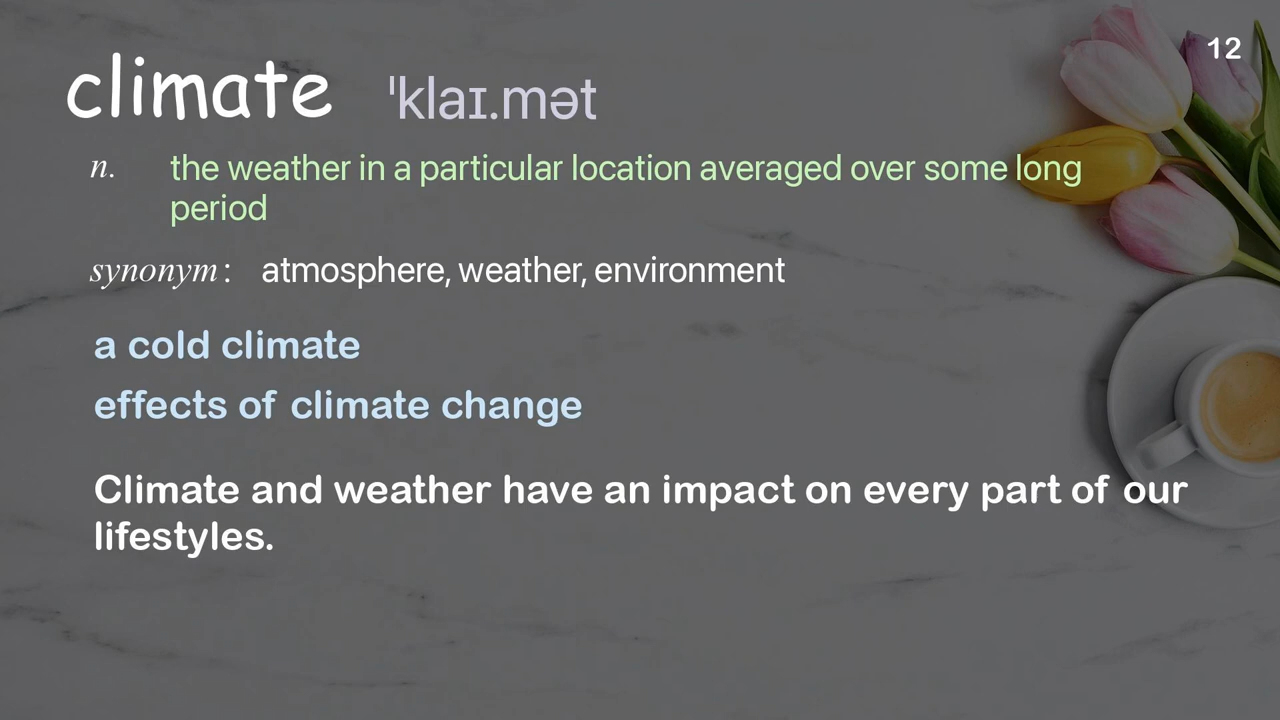 12
climate ˈklaɪ.mət
n. the weather in a particular location averaged over some long
period
synonym: atmosphere, weather, environment
a cold climate
effects of climate change
Climate and weather have an impact on every part of our
lifestyles.